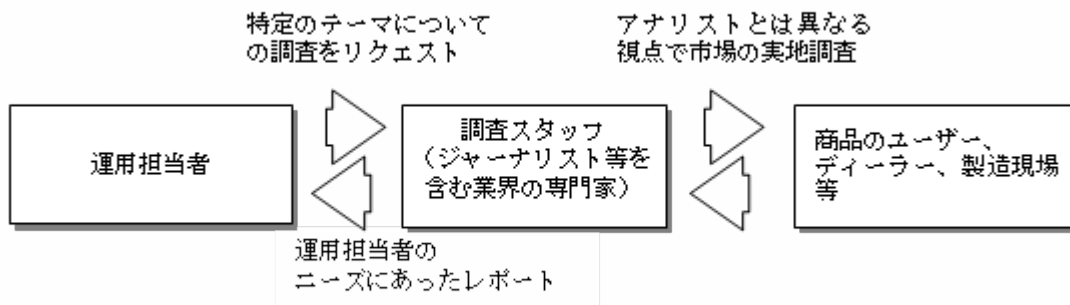 特定のテーマについて
の調査をリクエスト
アナリストとは異なる
視点で市場の実地調査
運用担当者
調査スタッフ
（ジャーナリスト等を
含む業界の専門家）
商品のユーザー、
ディーラー、製造現場
等
運用担当者の
ニーズにあったレポート